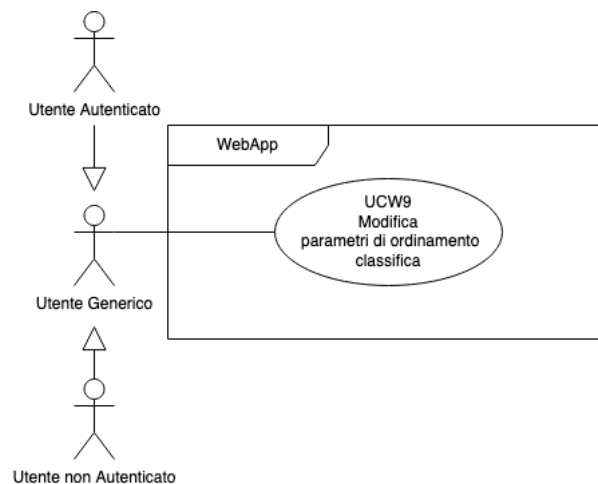 Utente Autenticato
WebApp
UCW9
Modifica
parametri di ordinamento
classifica
Utente Generico
Utente non Autenticato